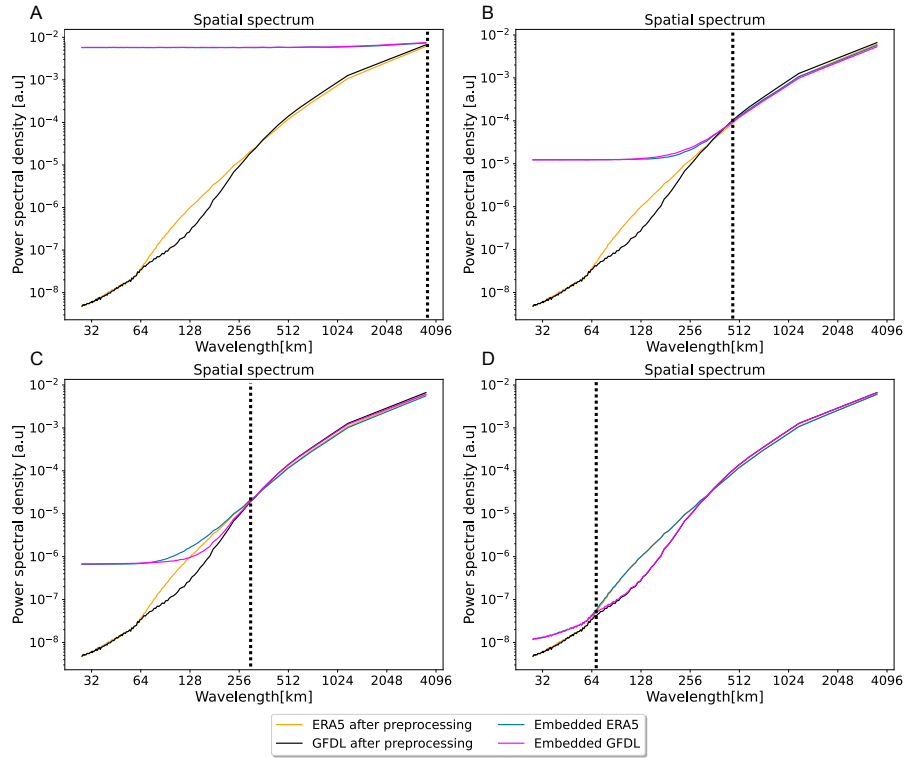 A
Spatial spectrum
Power spectral density [a.u]
10⁻²
10⁻³
10⁻⁴
10⁻⁵
10⁻⁶
10⁻⁷
10⁻⁸
32 64 128 256 512 1024 2048 4096
Wavelength[km]
B
Spatial spectrum
Power spectral density [a.u]
10⁻²
10⁻³
10⁻⁴
10⁻⁵
10⁻⁶
10⁻⁷
10⁻⁸
32 64 128 256 512 1024 2048 4096
Wavelength[km]
C
Spatial spectrum
Power spectral density [a.u]
10⁻²
10⁻³
10⁻⁴
10⁻⁵
10⁻⁶
10⁻⁷
10⁻⁸
32 64 128 256 512 1024 2048 4096
Wavelength[km]
D
Spatial spectrum
Power spectral density [a.u]
10⁻²
10⁻³
10⁻⁴
10⁻⁵
10⁻⁶
10⁻⁷
10⁻⁸
32 64 128 256 512 1024 2048 4096
Wavelength[km]
ERA5 after preprocessing
GFDL after preprocessing
Embedded ERA5
Embedded GFDL